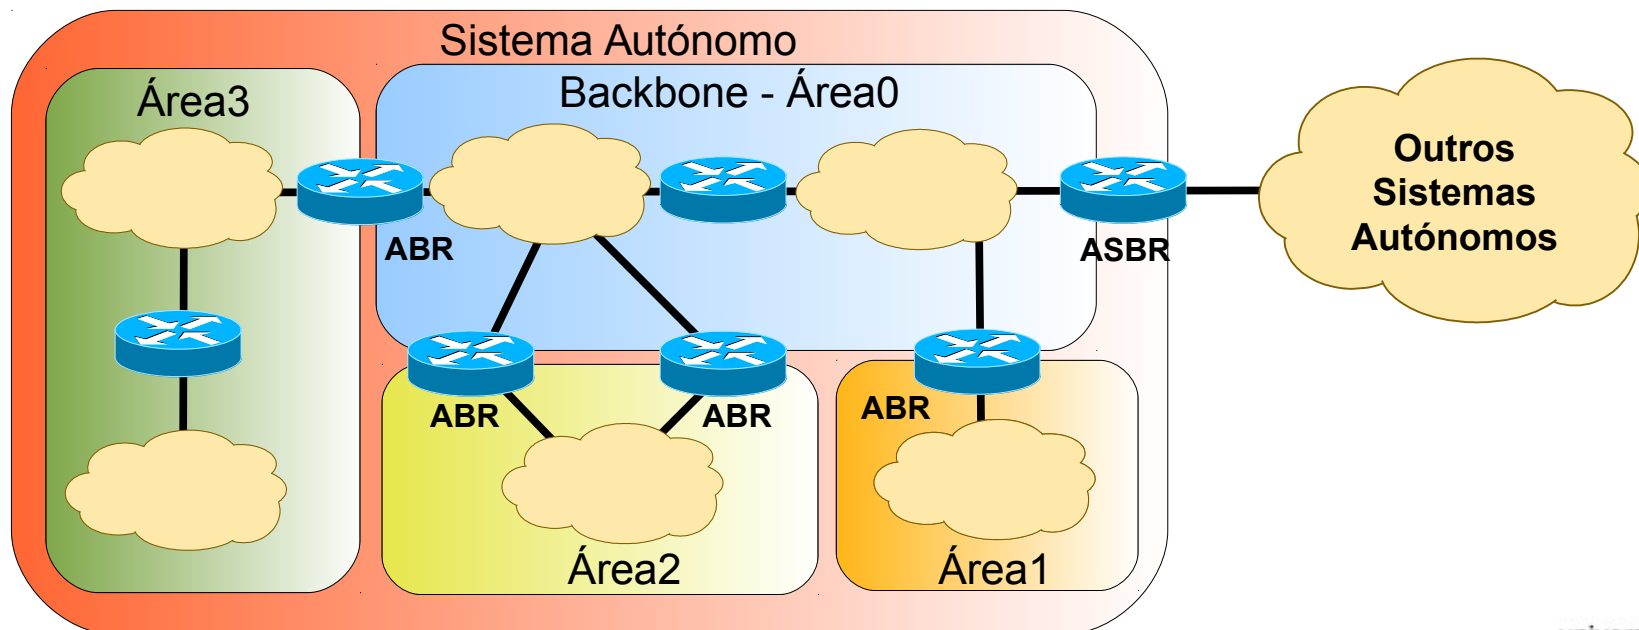 Sistema Autónomo
Área3
Backbone - Área0
Outros
Sistemas
Autónomos
ABR
ASBR
ABR
ABR
ABR
Área2
Área1